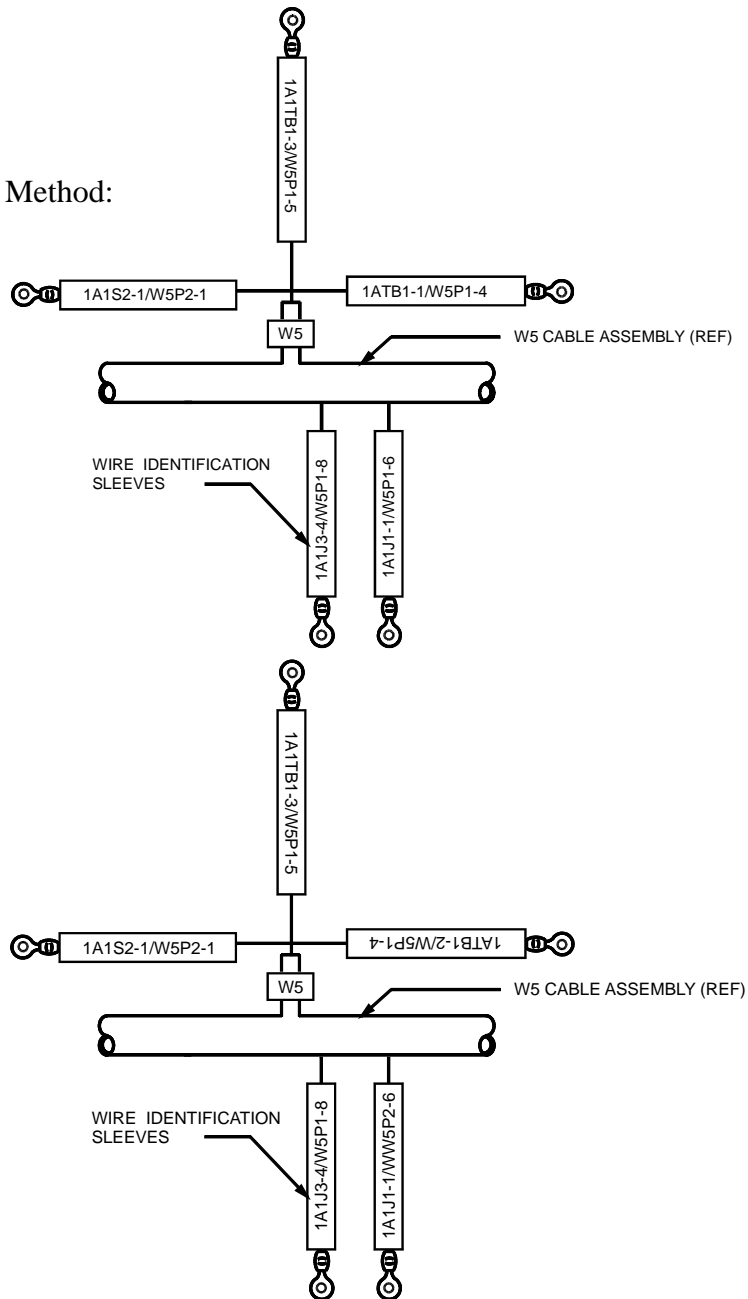 1A1TB1-3/W5P1-5
Method:
1A1S2-1/W5P2-1
1ATB1-1/W5P1-4
W5
W5 CABLE ASSEMBLY (REF)
WIRE IDENTIFICATION
SLEEVES
1A1J3-4/W5P1-8
1A1J1-1/W5P1-6
1A1TB1-3/W5P1-5
1A1S2-1/W5P2-1
1ATB1-2/W5P1-4
W5
W5 CABLE ASSEMBLY (REF)
WIRE IDENTIFICATION
SLEEVES
1A1J3-4/W5P1-8
1A1J1-1/WW5P2-6